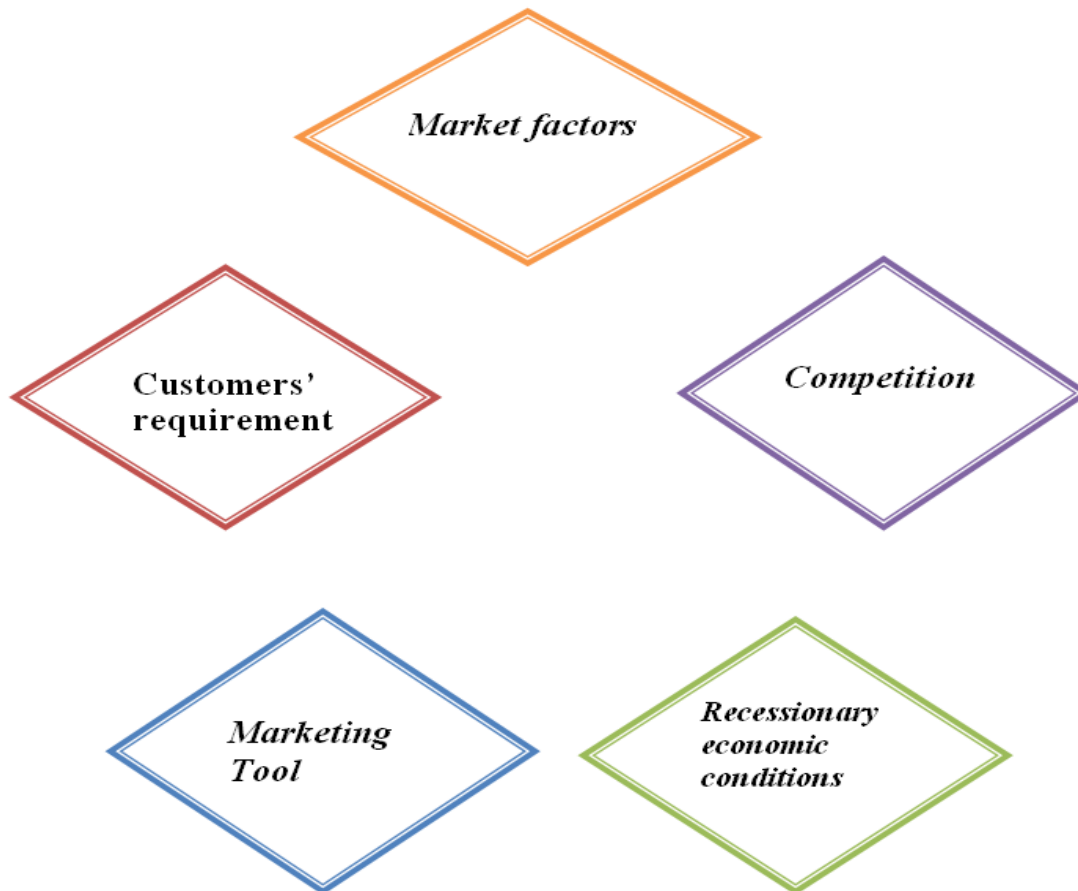 Market factors
Customers’
requirement
Competition
Marketing
Tool
Recessionary
economic
conditions